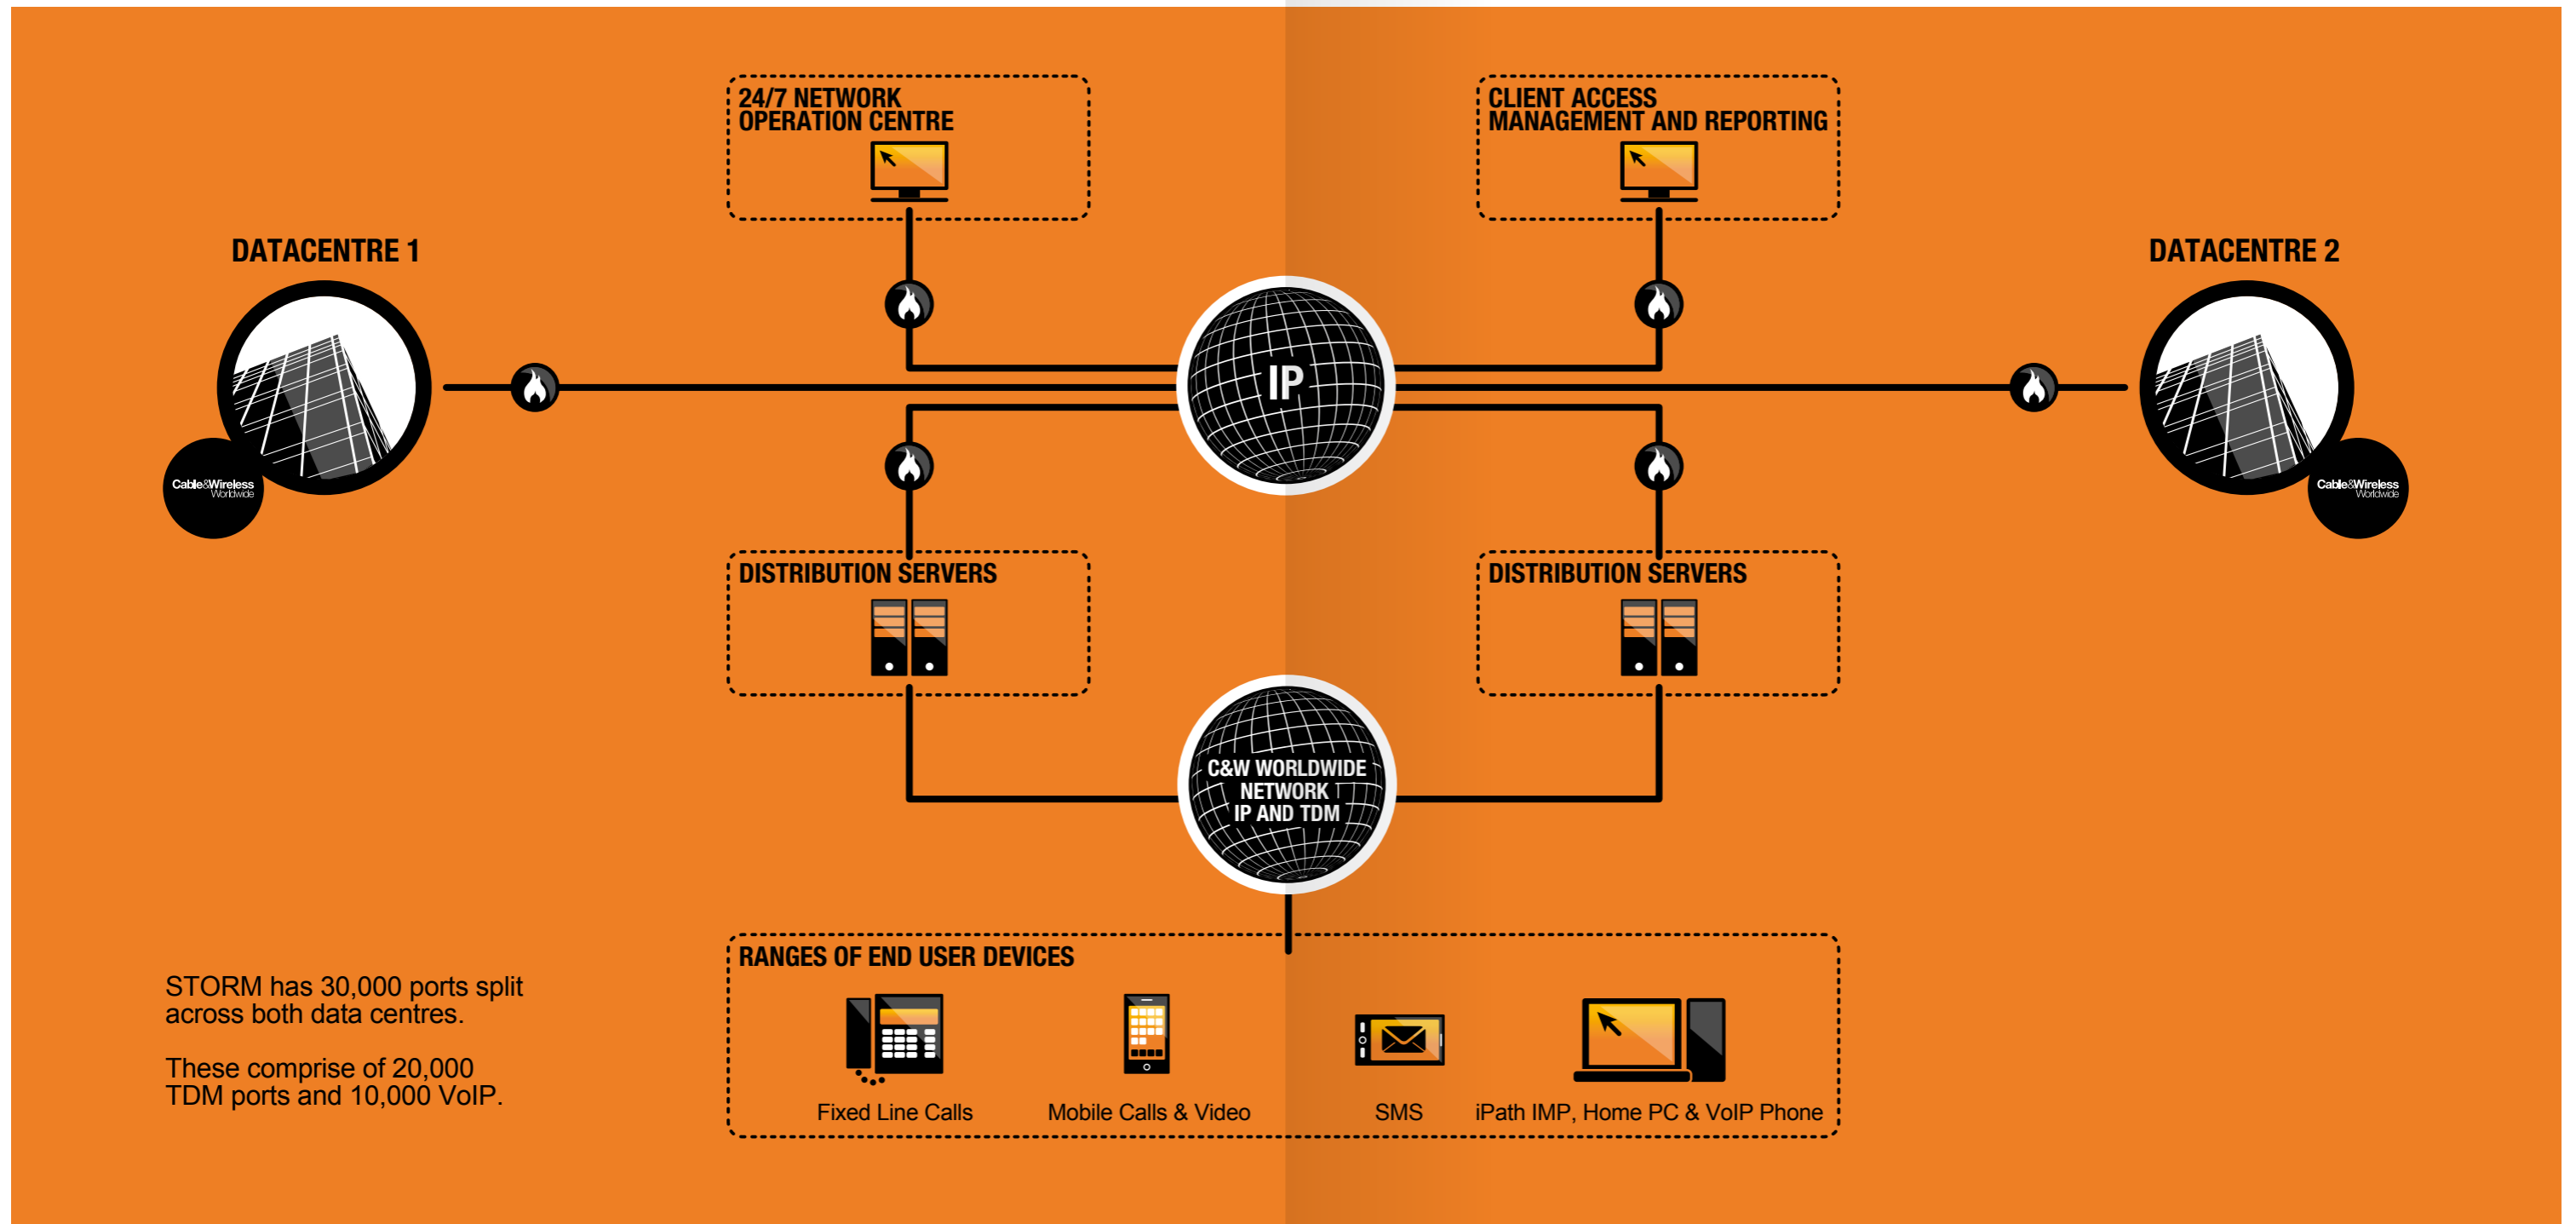 24/7 NETWORK
OPERATION CENTRE
CLIENT ACCESS
MANAGEMENT AND REPORTING
DATACENTRE 1
DATACENTRE 2
IP
Cable&Wireless
Worldwide
Cable&Wireless
Worldwide
DISTRIBUTION SERVERS
DISTRIBUTION SERVERS
C&W WORLDWIDE
NETWORK
IP AND TDM
RANGES OF END USER DEVICES
STORM has 30,000 ports split
across both data centres.
These comprise of 20,000
TDM ports and 10,000 VoIP.
Fixed Line Calls
Mobile Calls & Video
SMS
iPath IMP, Home PC & VoIP Phone